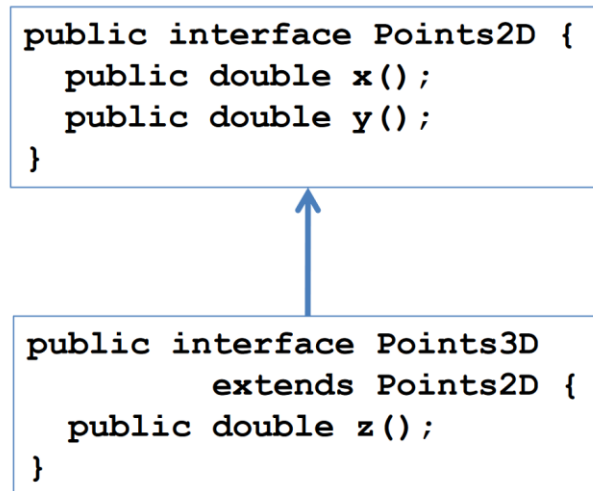 public interface Points2D {
public double x();
public double y();
}
public interface Points3D
extends Points2D {
public double z();
}